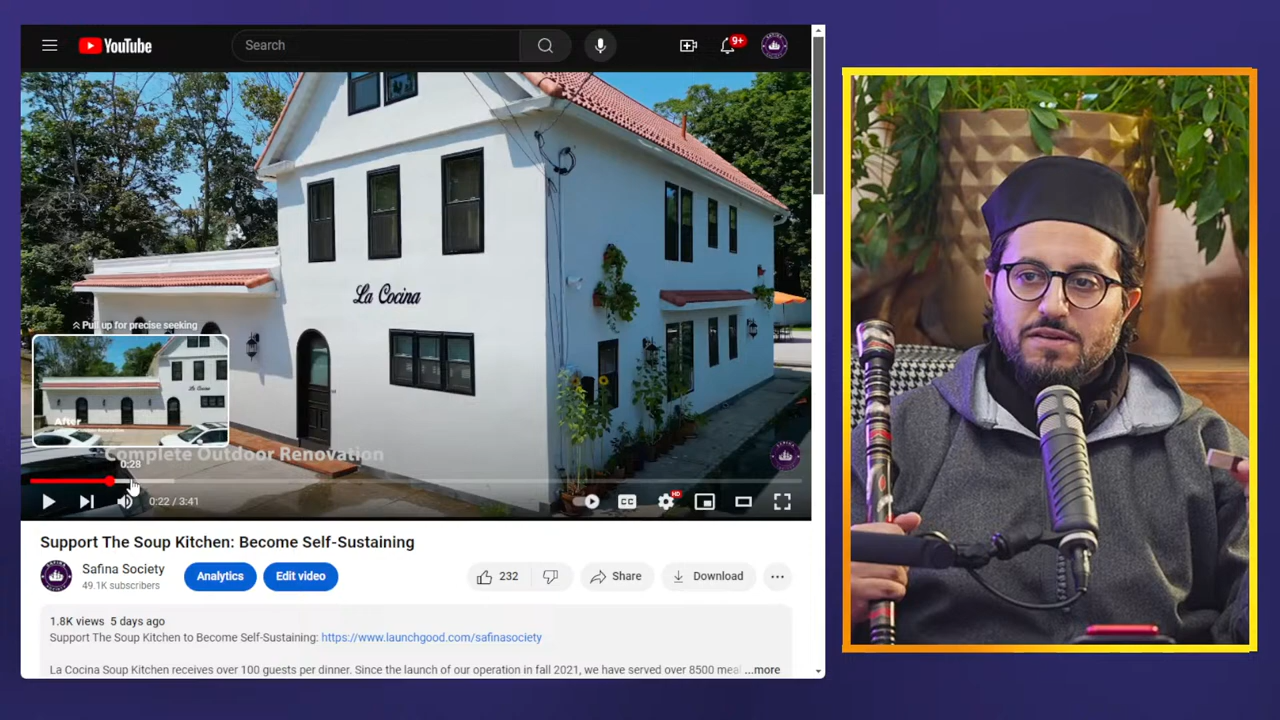 YouTube
Search
9+
La Cocina
Pull up for precise seeking
La Cocina
After
Complete Outdoor Renovation
0:28
0:22 / 3:41
CC
HD
Support The Soup Kitchen: Become Self-Sustaining
Safina Society
49.1K subscribers
Analytics
Edit video
232
Share
Download
1.8K views 5 days ago
Support The Soup Kitchen to Become Self-Sustaining: https://www.launchgood.com/safinasociety
La Cocina Soup Kitchen receives over 100 guests per dinner. Since the launch of our operation in fall 2021, we have served over 8500 meal ...more